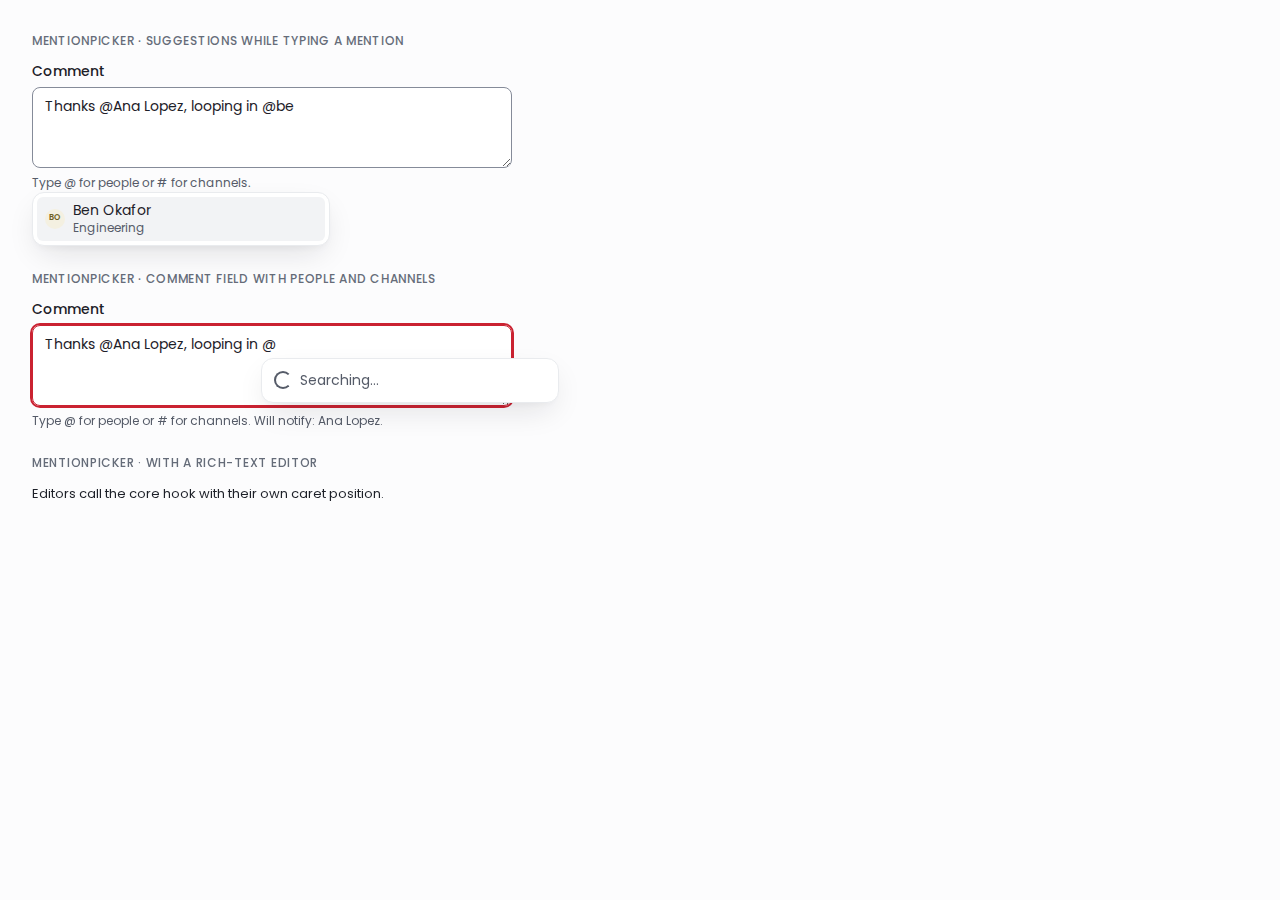 MENTIONPICKER · SUGGESTIONS WHILE TYPING A MENTION
Comment
Thanks @Ana Lopez, looping in @be
Type @ for people or # for channels.
BO
Ben Okafor
Engineering
MENTIONPICKER · COMMENT FIELD WITH PEOPLE AND CHANNELS
Comment
Thanks @Ana Lopez, looping in @
Searching…
Type @ for people or # for channels. Will notify: Ana Lopez.
MENTIONPICKER · WITH A RICH-TEXT EDITOR
Editors call the core hook with their own caret position.